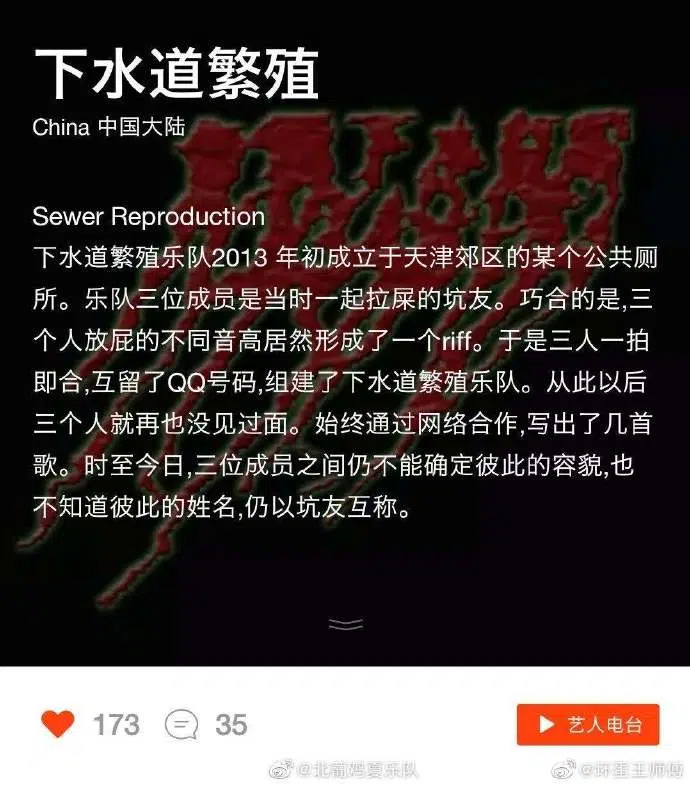 下水道繁殖
China 中国大陆
Sewer Reproduction
下水道繁殖乐队2013 年初成立于天津郊区的某个公共厕
所。乐队三位成员是当时一起拉屎的坑友。巧合的是,三
个人放屁的不同音高居然形成了一个riff。于是三人一拍
即合,互留了QQ号码,组建了下水道繁殖乐队。从此以后
三个人就再也没见过面。始终通过网络合作,写出了几首
歌。时至今日,三位成员之间仍不能确定彼此的容貌,也
不知道彼此的姓名,仍以坑友互称。
173
35
艺人电台
@北葡鸡夏乐队
@环蛋王师傅